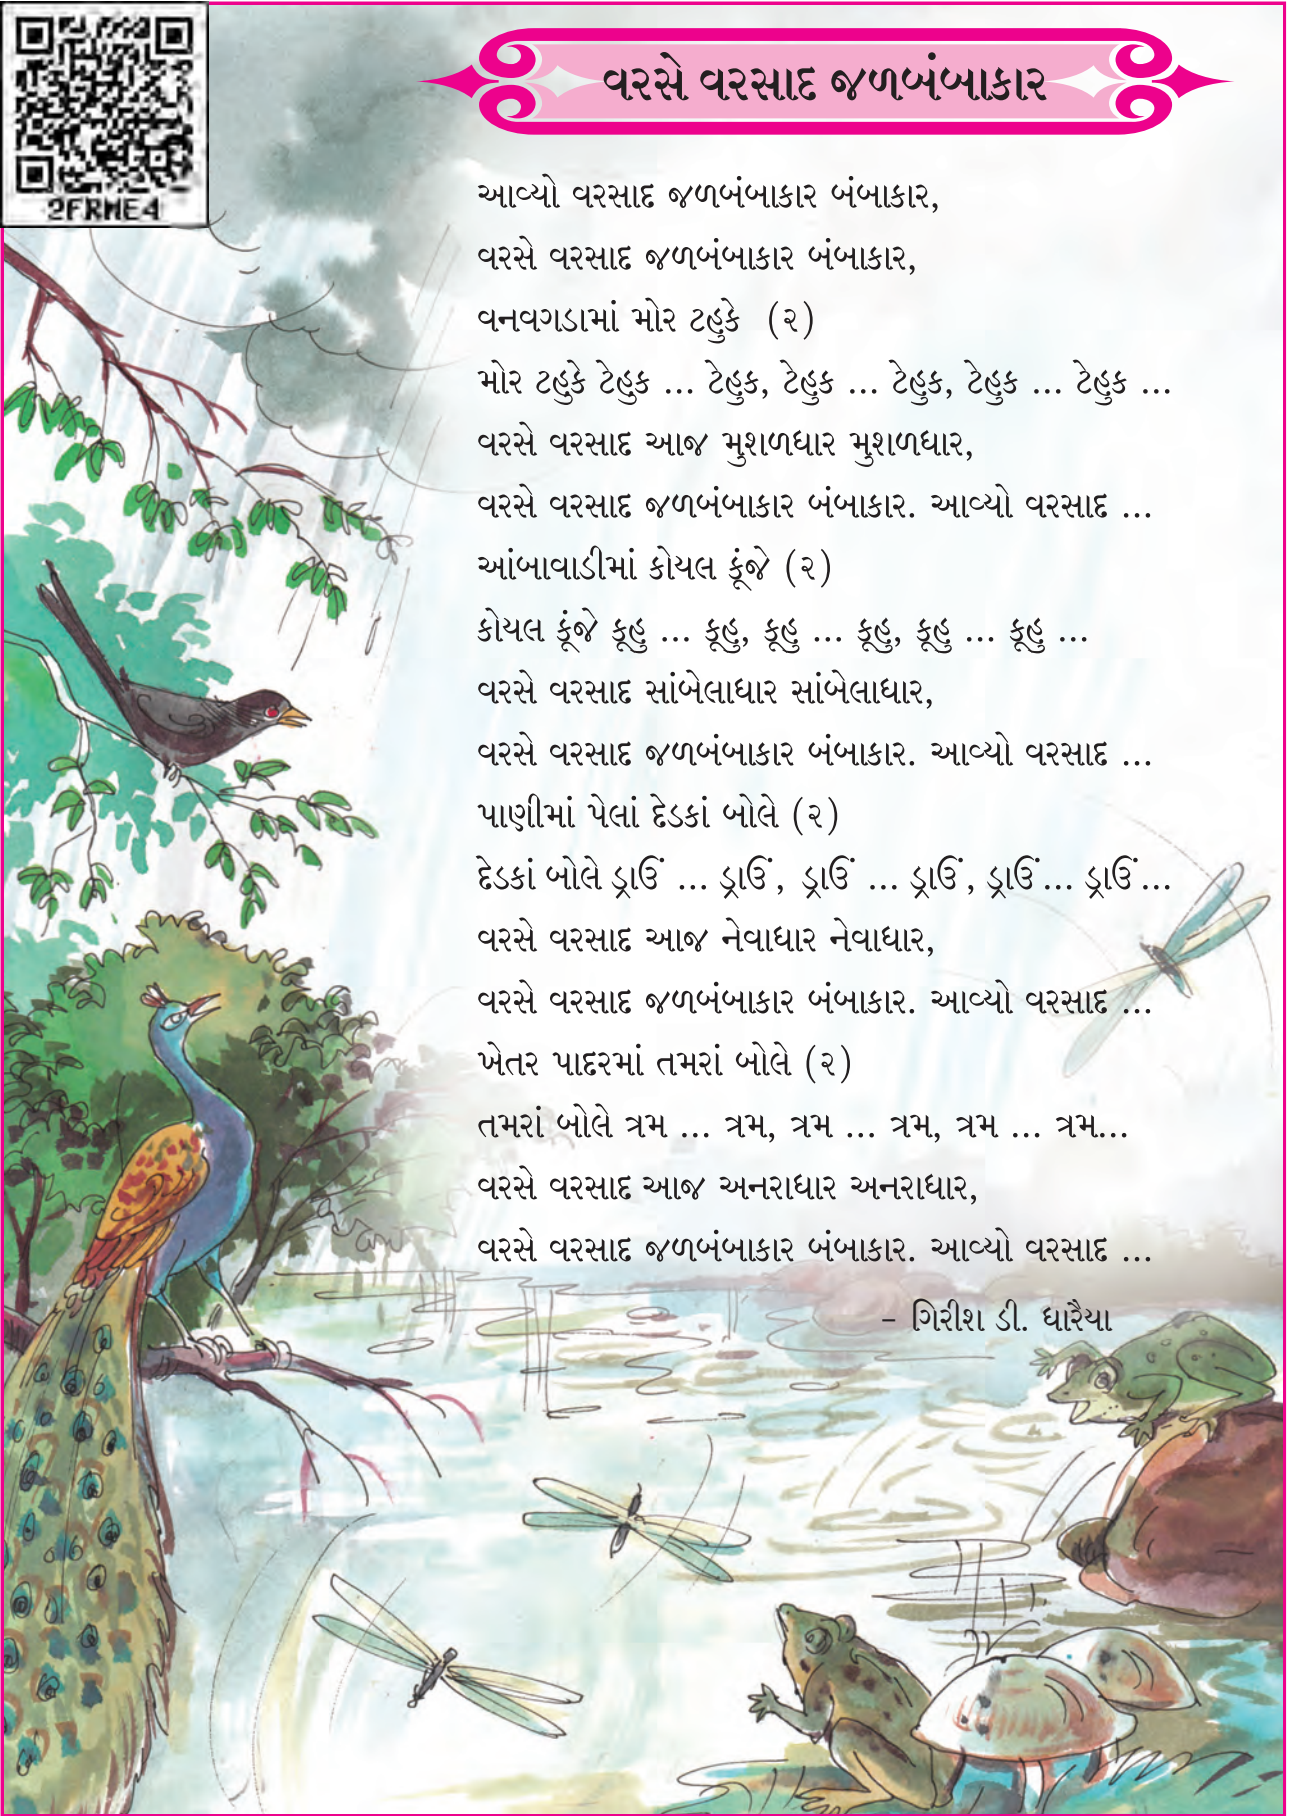 2FRME4
વરસે વરસાદ જળબંબાકાર
આવ્યો વરસાદ જળબંબાકાર બંબાકાર,
વરસે વરસાદ જળબંબાકાર બંબાકાર,
વનવગડામાં મોર ટહુકે (૨)
મોર ટહુકે ટેહુક ... ટેહુક, ટેહુક ... ટેહુક, ટેહુક ... ટેહુક ...
વરસે વરસાદ આજ મુશળધાર મુશળધાર,
વરસે વરસાદ જળબંબાકાર બંબાકાર. આવ્યો વરસાદ ...
આંબાવાડીમાં કોયલ કૂંજે (૨)
કોયલ કૂંજે કૂહુ ... કૂહુ, કૂહુ ... કૂહુ, કૂહુ ... કૂહુ ...
વરસે વરસાદ સાંબેલાધાર સાંબેલાધાર,
વરસે વરસાદ જળબંબાકાર બંબાકાર. આવ્યો વરસાદ ...
પાણીમાં પેલાં દેડકાં બોલે (૨)
દેડકાં બોલે ડ્રાઉં ... ડ્રાઉં, ડ્રાઉં ... ડ્રાઉં, ડ્રાઉં ... ડ્રાઉં...
વરસે વરસાદ આજ નેવાધાર નેવાધાર,
વરસે વરસાદ જળબંબાકાર બંબાકાર. આવ્યો વરસાદ ...
ખેતર પાદરમાં તમરાં બોલે (૨)
તમરાં બોલે ત્રમ ... ત્રમ, ત્રમ ... ત્રમ, ત્રમ ... ત્રમ...
વરસે વરસાદ આજ અનરાધાર અનરાધાર,
વરસે વરસાદ જળબંબાકાર બંબાકાર. આવ્યો વરસાદ ...
– ગિરીશ ડી. ધારૈયા